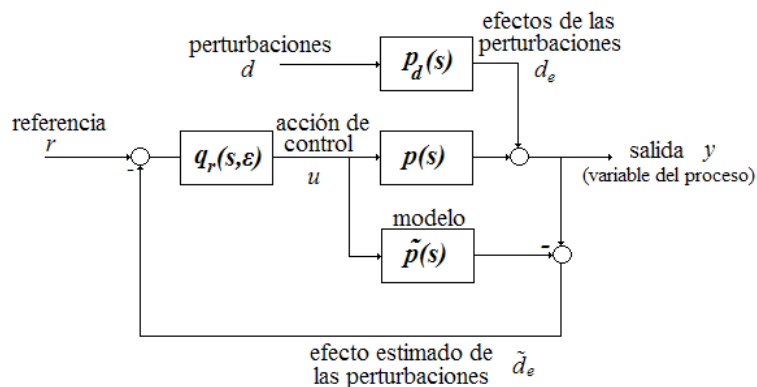 perturbaciones
d
p_d(s)
efectos de las
perturbaciones
d_e
referencia
r
-
q_r(s,ε)
acción de
control
u
p(s)
salida y
(variable del proceso)
modelo
p̃(s)
-
efecto estimado de
las perturbaciones d̃_e